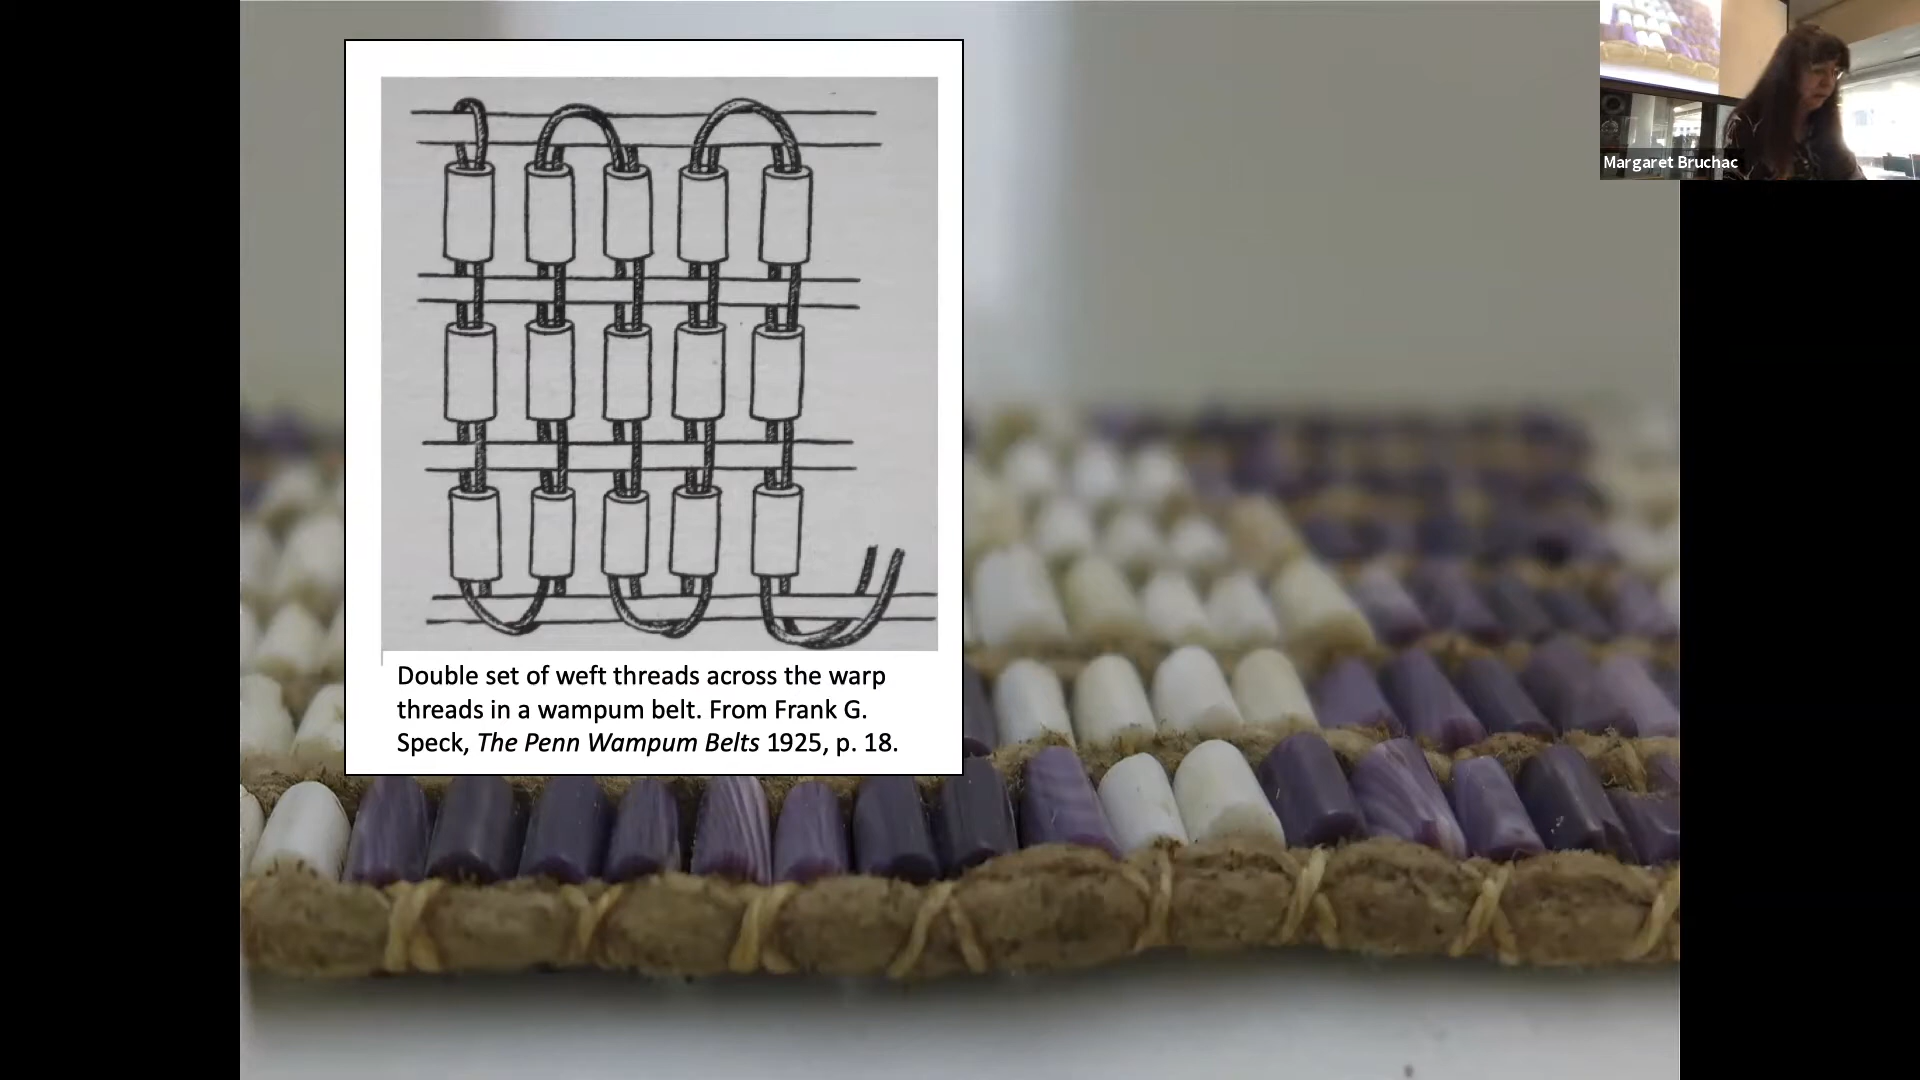 Margaret Bruchac
Double set of weft threads across the warp
threads in a wampum belt. From Frank G.
Speck, The Penn Wampum Belts 1925, p. 18.